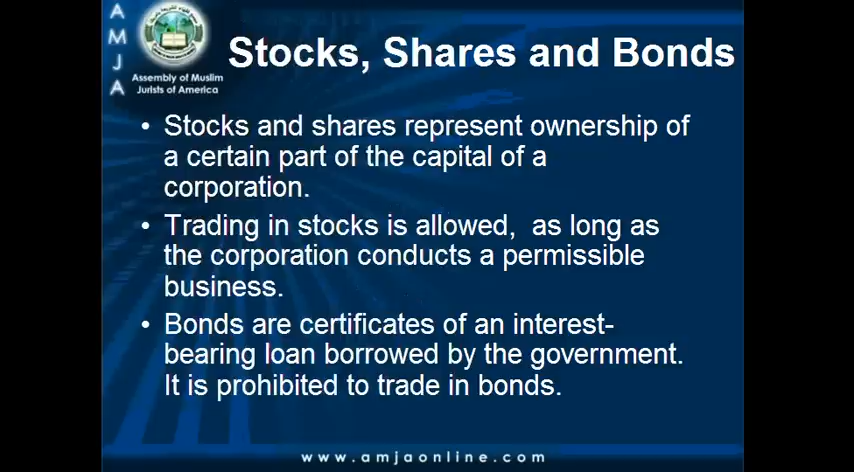 A
M
J
A
Assembly of Muslim
Jurists of America
Stocks, Shares and Bonds
• Stocks and shares represent ownership of
a certain part of the capital of a
corporation.
• Trading in stocks is allowed, as long as
the corporation conducts a permissible
business.
• Bonds are certificates of an interest-
bearing loan borrowed by the government.
It is prohibited to trade in bonds.
www.amjaonline.com